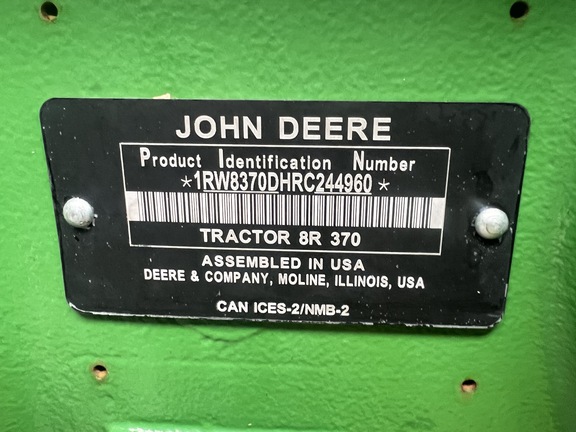 JOHN DEERE
Product Identification Number
*1RW8370DHRC244960*
TRACTOR 8R 370
ASSEMBLED IN USA
DEERE & COMPANY, MOLINE, ILLINOIS, USA
CAN ICES-2/NMB-2